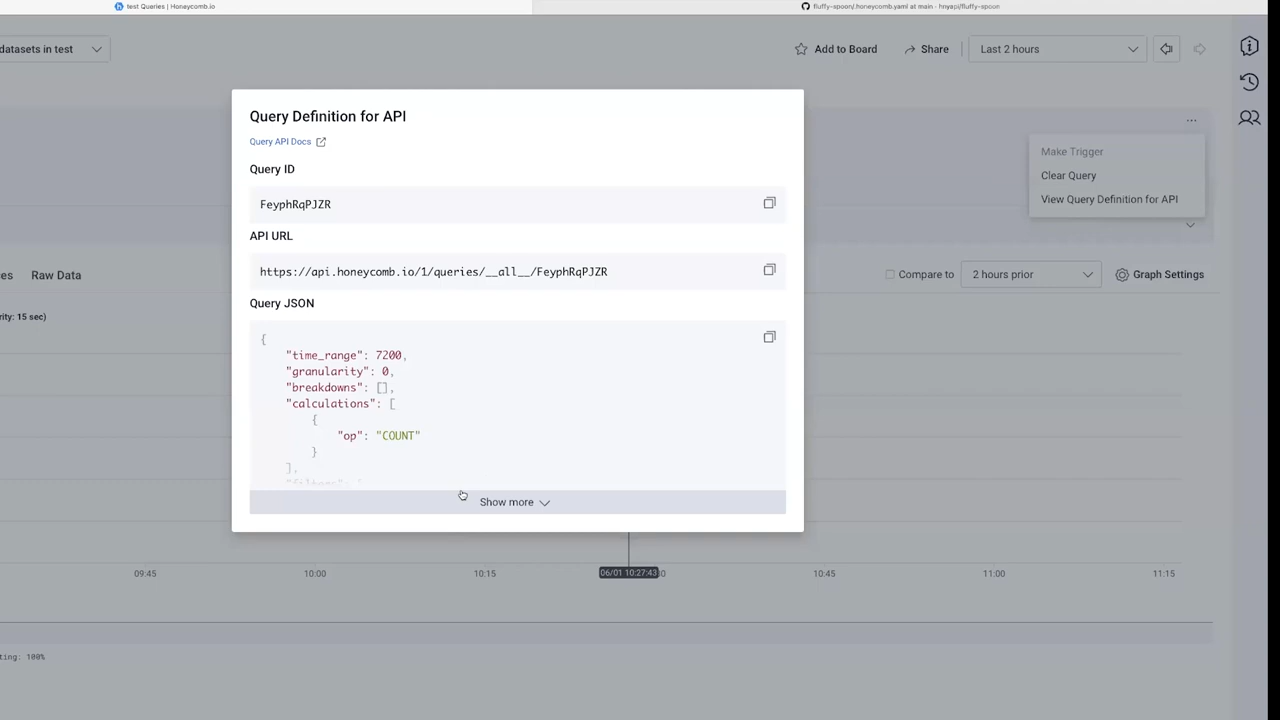 test Queries | Honeycomb.io
fluffy-spoon/.honeycomb.yaml at main · hnyapi/fluffy-spoon
datasets in test
Add to Board
Share
Last 2 hours
Query Definition for API
Query API Docs
Query ID
FeyphRqPJZR
API URL
https://api.honeycomb.io/1/queries/__all__/FeyphRqPJZR
Query JSON
{
"time_range": 7200,
"granularity": 0,
"breakdowns": [],
"calculations": [
{
"op": "COUNT"
}
],
"filters": [
Show more
...
Make Trigger
Clear Query
View Query Definition for API
es
Raw Data
Compare to
2 hours prior
Graph Settings
rity: 15 sec)
09:45
10:00
10:15
06/01 10:27:43
10:45
11:00
11:15
ting: 100%